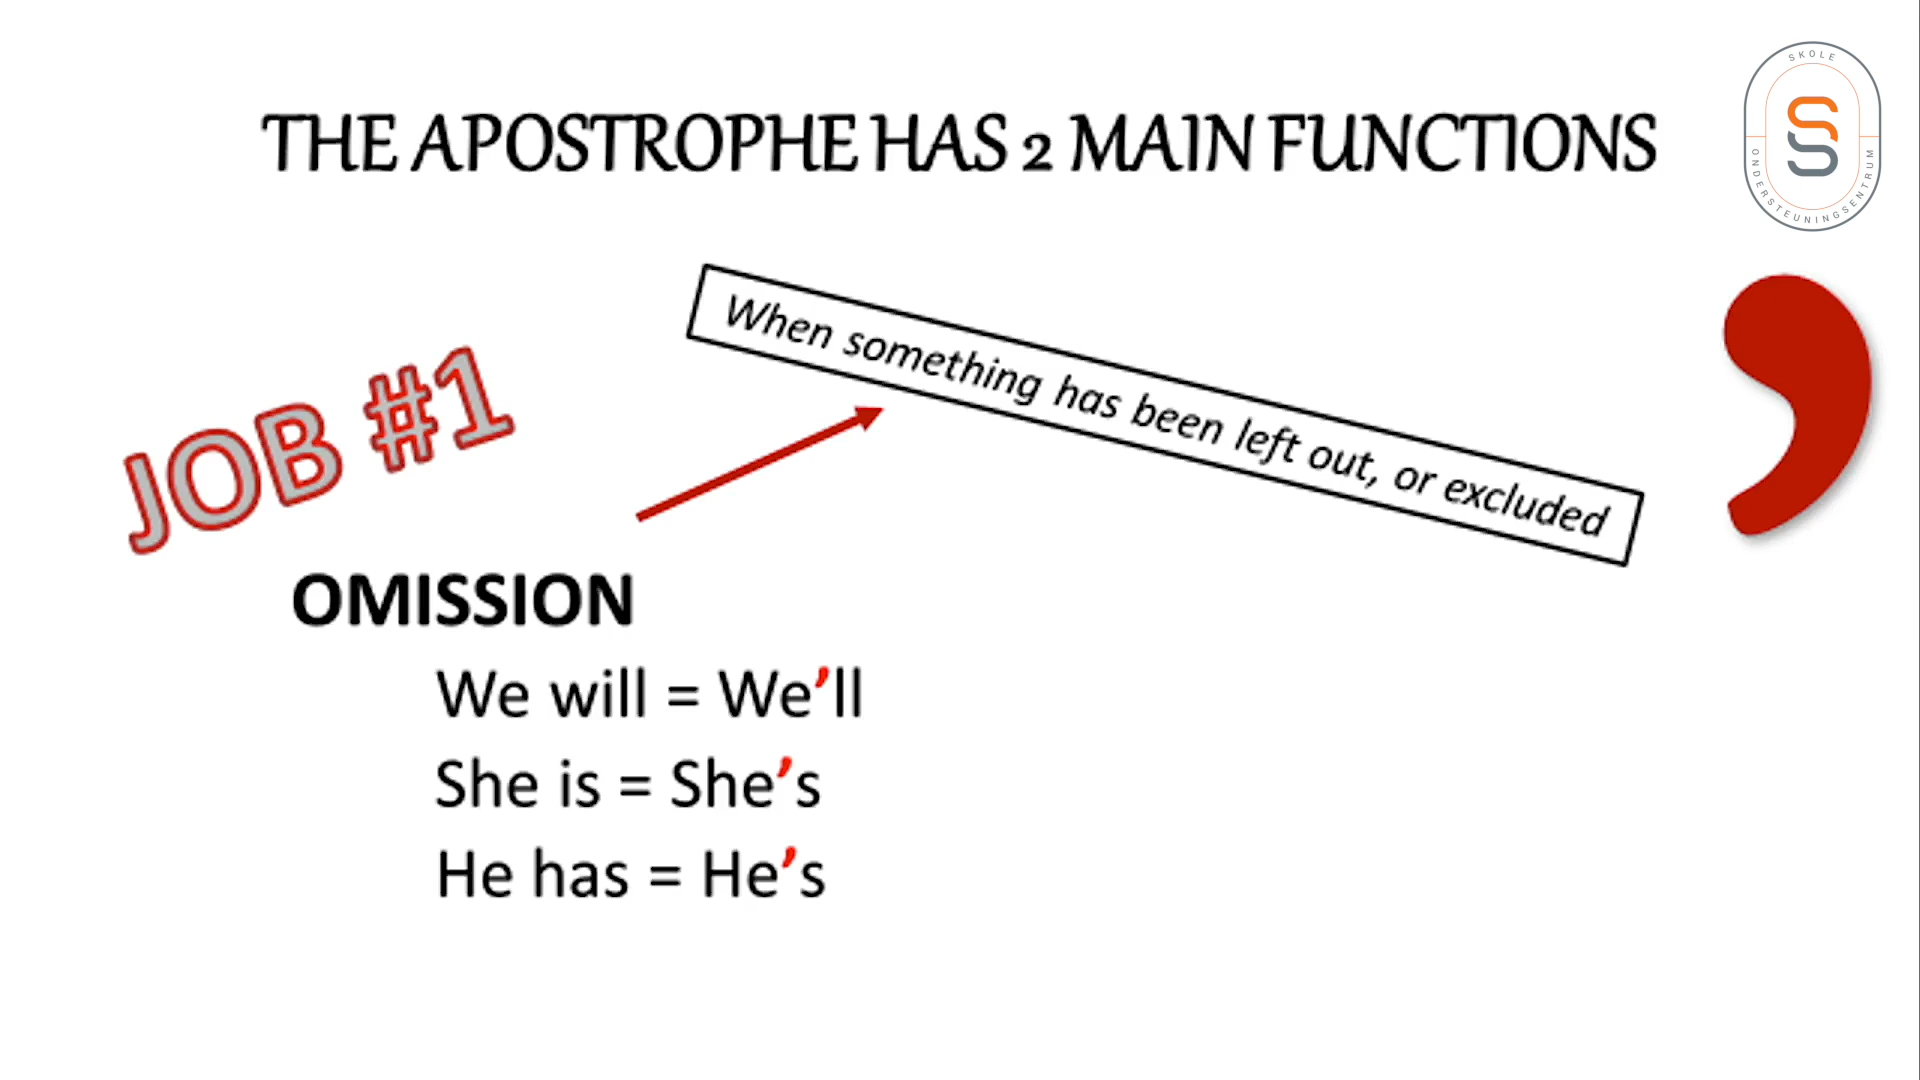 SKOLE
ONDERSTEUNINGSENTRUM
THE APOSTROPHE HAS 2 MAIN FUNCTIONS
When something has been left out, or excluded
JOB #1
OMISSION
We will = We’ll
She is = She’s
He has = He’s